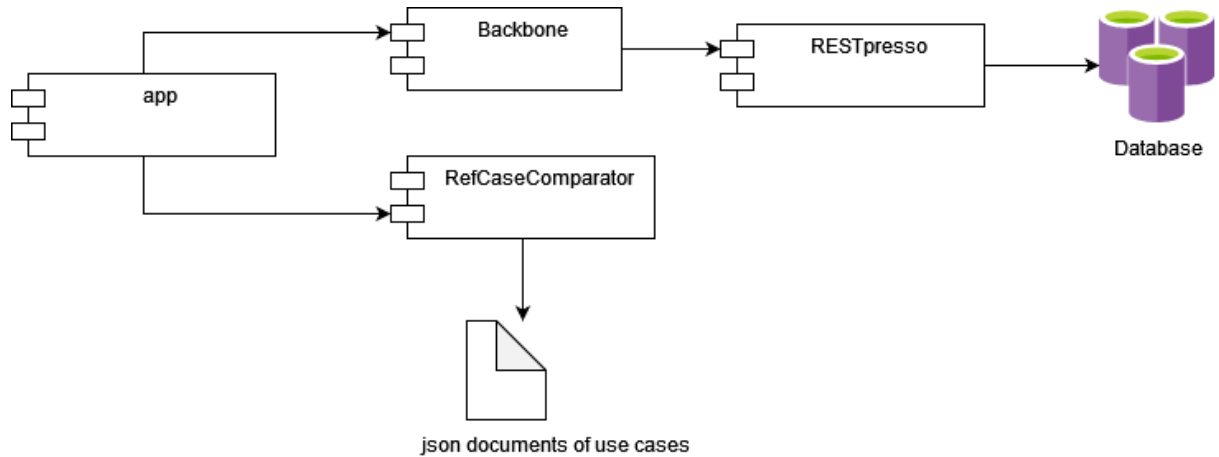 Backbone
RESTpresso
app
Database
RefCaseComparator
json documents of use cases